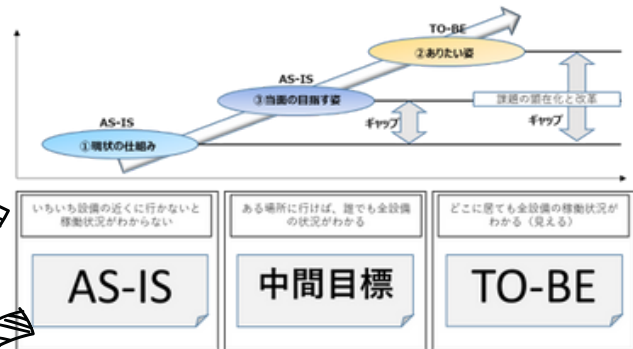 TO-BE
②ありたい姿
AS-IS
③当面の目指す姿
課題の顕在化と改革
ギャップ
ギャップ
AS-IS
①現状の仕組み
いちいち設備の近くに行かないと
稼働状況がわからない
AS-IS
ある場所に行けば、誰でも全設備
の状況がわかる
中間目標
どこに居ても全設備の稼働状況が
わかる（見える）
TO-BE